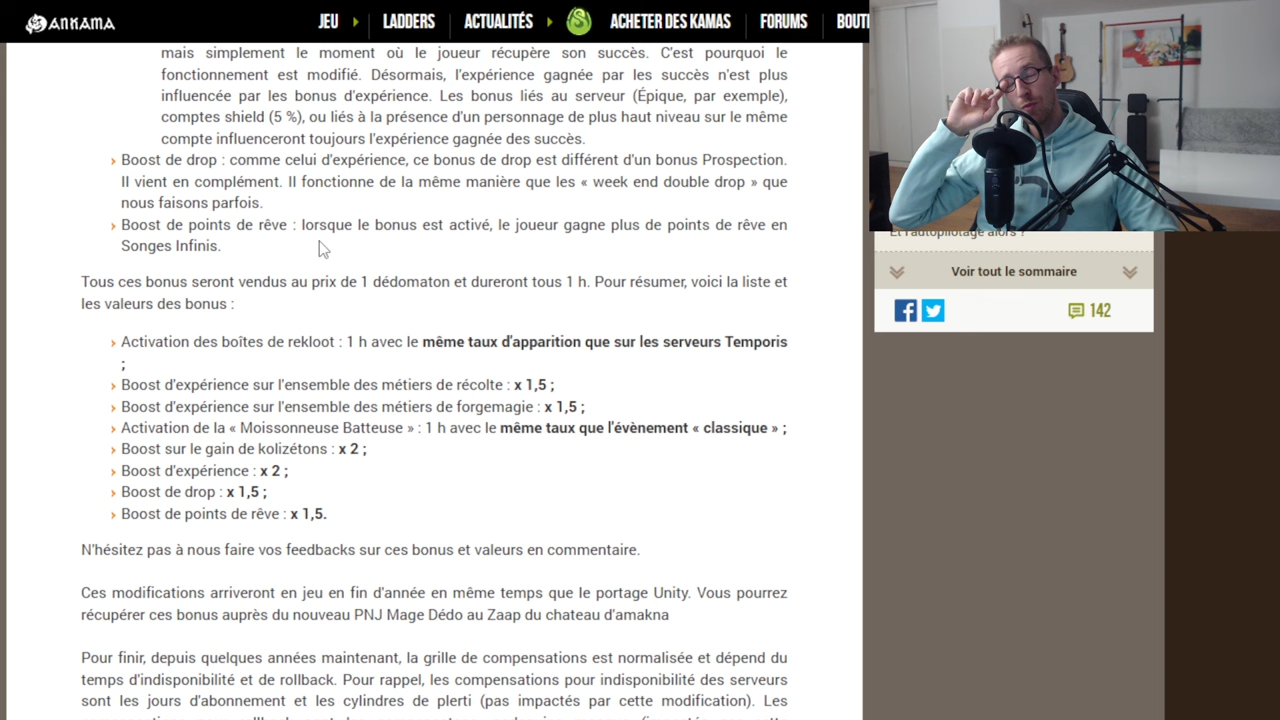 ANKAMA
JEU
LADDERS
ACTUALITÉS
ACHETER DES KAMAS
FORUMS
mais simplement le moment où le joueur récupère son succès. C'est pourquoi le
fonctionnement est modifié. Désormais, l'expérience gagnée par les succès n'est plus
influencée par les bonus d'expérience. Les bonus liés au serveur (Épique, par exemple),
comptes shield (5 %), ou liés à la présence d'un personnage de plus haut niveau sur le même
compte influenceront toujours l'expérience gagnée des succès.
Boost de drop : comme celui d'expérience, ce bonus de drop est différent d'un bonus Prospection.
Il vient en complément. Il fonctionne de la même manière que les « week end double drop » que
nous faisons parfois.
Boost de points de rêve : lorsque le bonus est activé, le joueur gagne plus de points de rêve en
Songes Infinis.
Tous ces bonus seront vendus au prix de 1 dédomaton et dureront tous 1 h. Pour résumer, voici la liste et
les valeurs des bonus :
Activation des boîtes de rekloot : 1 h avec le même taux d'apparition que sur les serveurs Temporis
;
Boost d'expérience sur l'ensemble des métiers de récolte : x 1,5 ;
Boost d'expérience sur l'ensemble des métiers de forgemagie : x 1,5 ;
Activation de la « Moissonneuse Batteuse » : 1 h avec le même taux que l'évènement « classique » ;
Boost sur le gain de kolizétons : x 2 ;
Boost d'expérience : x 2 ;
Boost de drop : x 1,5 ;
Boost de points de rêve : x 1,5.
N'hésitez pas à nous faire vos feedbacks sur ces bonus et valeurs en commentaire.
Ces modifications arriveront en jeu en fin d'année en même temps que le portage Unity. Vous pourrez
récupérer ces bonus auprès du nouveau PNJ Mage Dédo au Zaap du chateau d'amakna
Pour finir, depuis quelques années maintenant, la grille de compensations est normalisée et dépend du
temps d'indisponibilité et de rollback. Pour rappel, les compensations pour indisponibilité des serveurs
sont les jours d'abonnement et les cylindres de plerti (pas impactés par cette modification). Les
Et l'autopilotage alors ?
Voir tout le sommaire
142